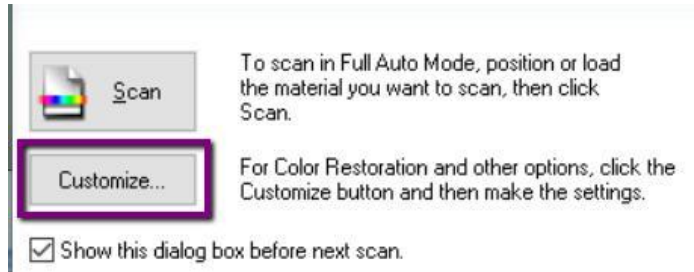 Scan
To scan in Full Auto Mode, position or load
the material you want to scan, then click
Scan.
Customize...
For Color Restoration and other options, click the
Customize button and then make the settings.
Show this dialog box before next scan.